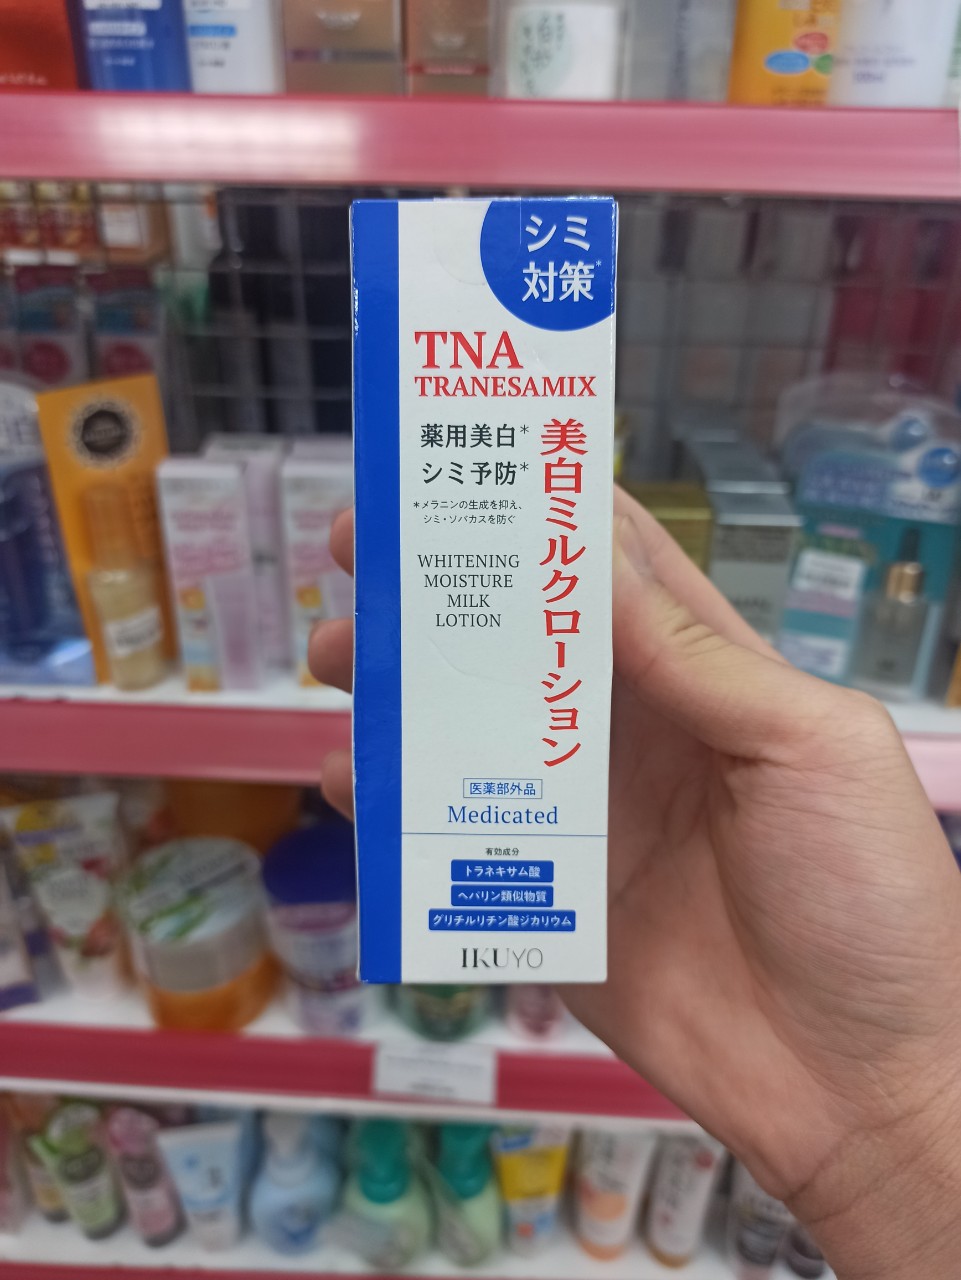 シミ
対策*
TNA
TRANESAMIX
薬用美白*
シミ予防*
*メラニンの生成を抑え、
シミ・ソバカスを防ぐ
美白ミルクローション
WHITENING
MOISTURE
MILK
LOTION
医薬部外品
Medicated
有効成分
トラネキサム酸
ヘパリン類似物質
グリチルリチン酸ジカリウム
IKUYO